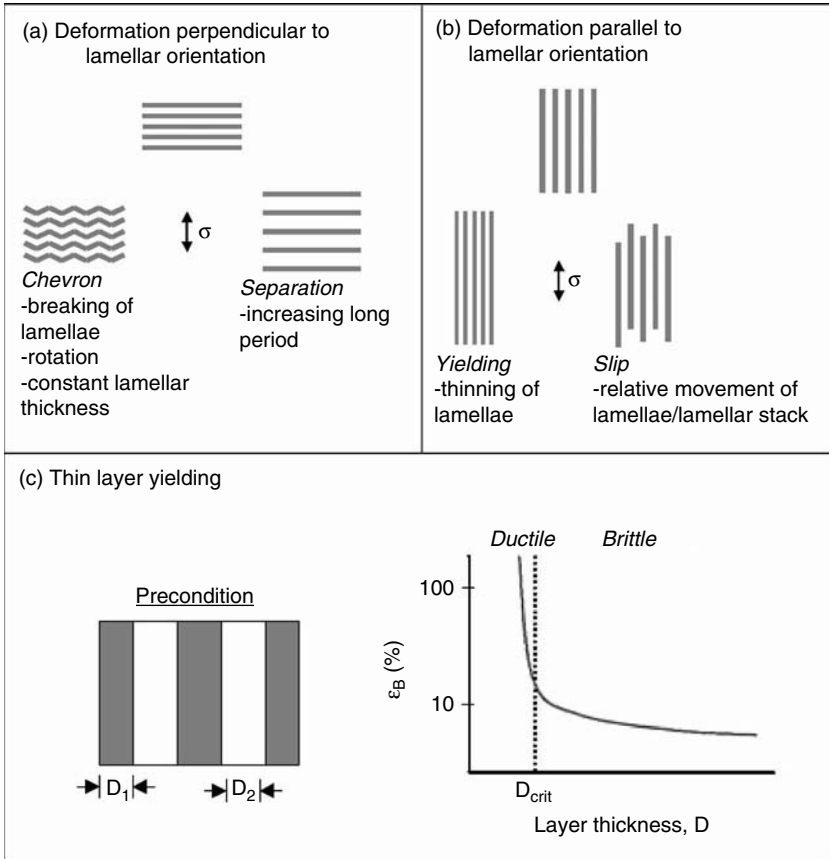 (a) Deformation perpendicular to
lamellar orientation
σ
Chevron
-breaking of
lamellae
-rotation
-constant lamellar
thickness
Separation
-increasing long
period
(b) Deformation parallel to
lamellar orientation
σ
Yielding
-thinning of
lamellae
Slip
-relative movement of
lamellae/lamellar stack
(c) Thin layer yielding
Precondition
D₁
D₂
Ductile
Brittle
100
10
ε_B (%)
D_crit
Layer thickness, D